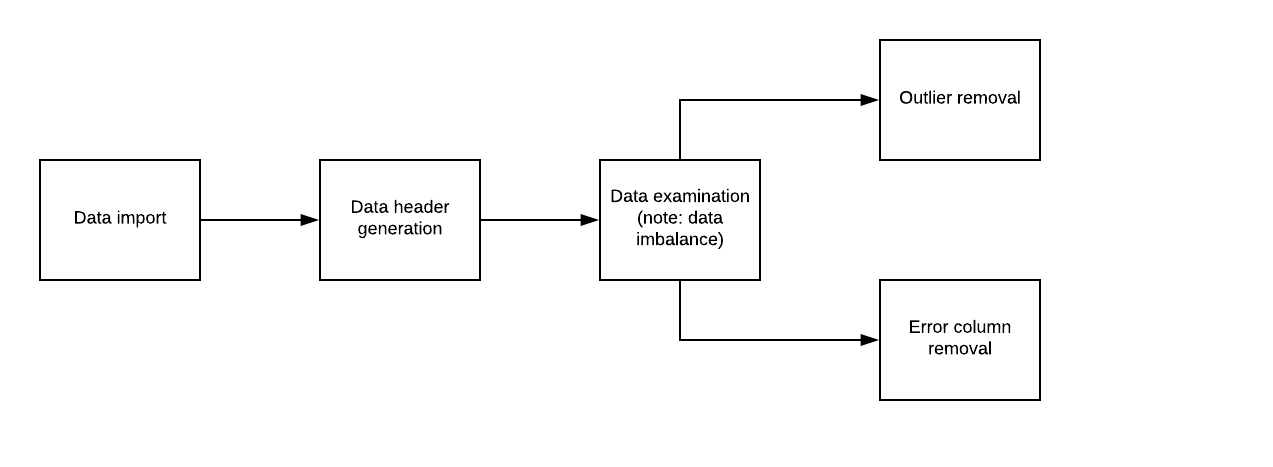 Data import
Data header
generation
Data examination
(note: data
imbalance)
Outlier removal
Error column
removal